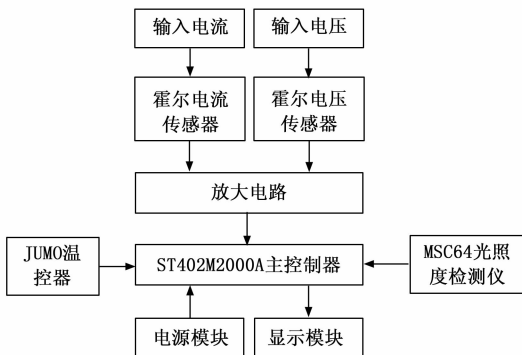 输入电流
输入电压
霍尔电流
传感器
霍尔电压
传感器
放大电路
JUMO温
控器
ST402M2000A主控制器
MSC64光照
度检测仪
电源模块
显示模块